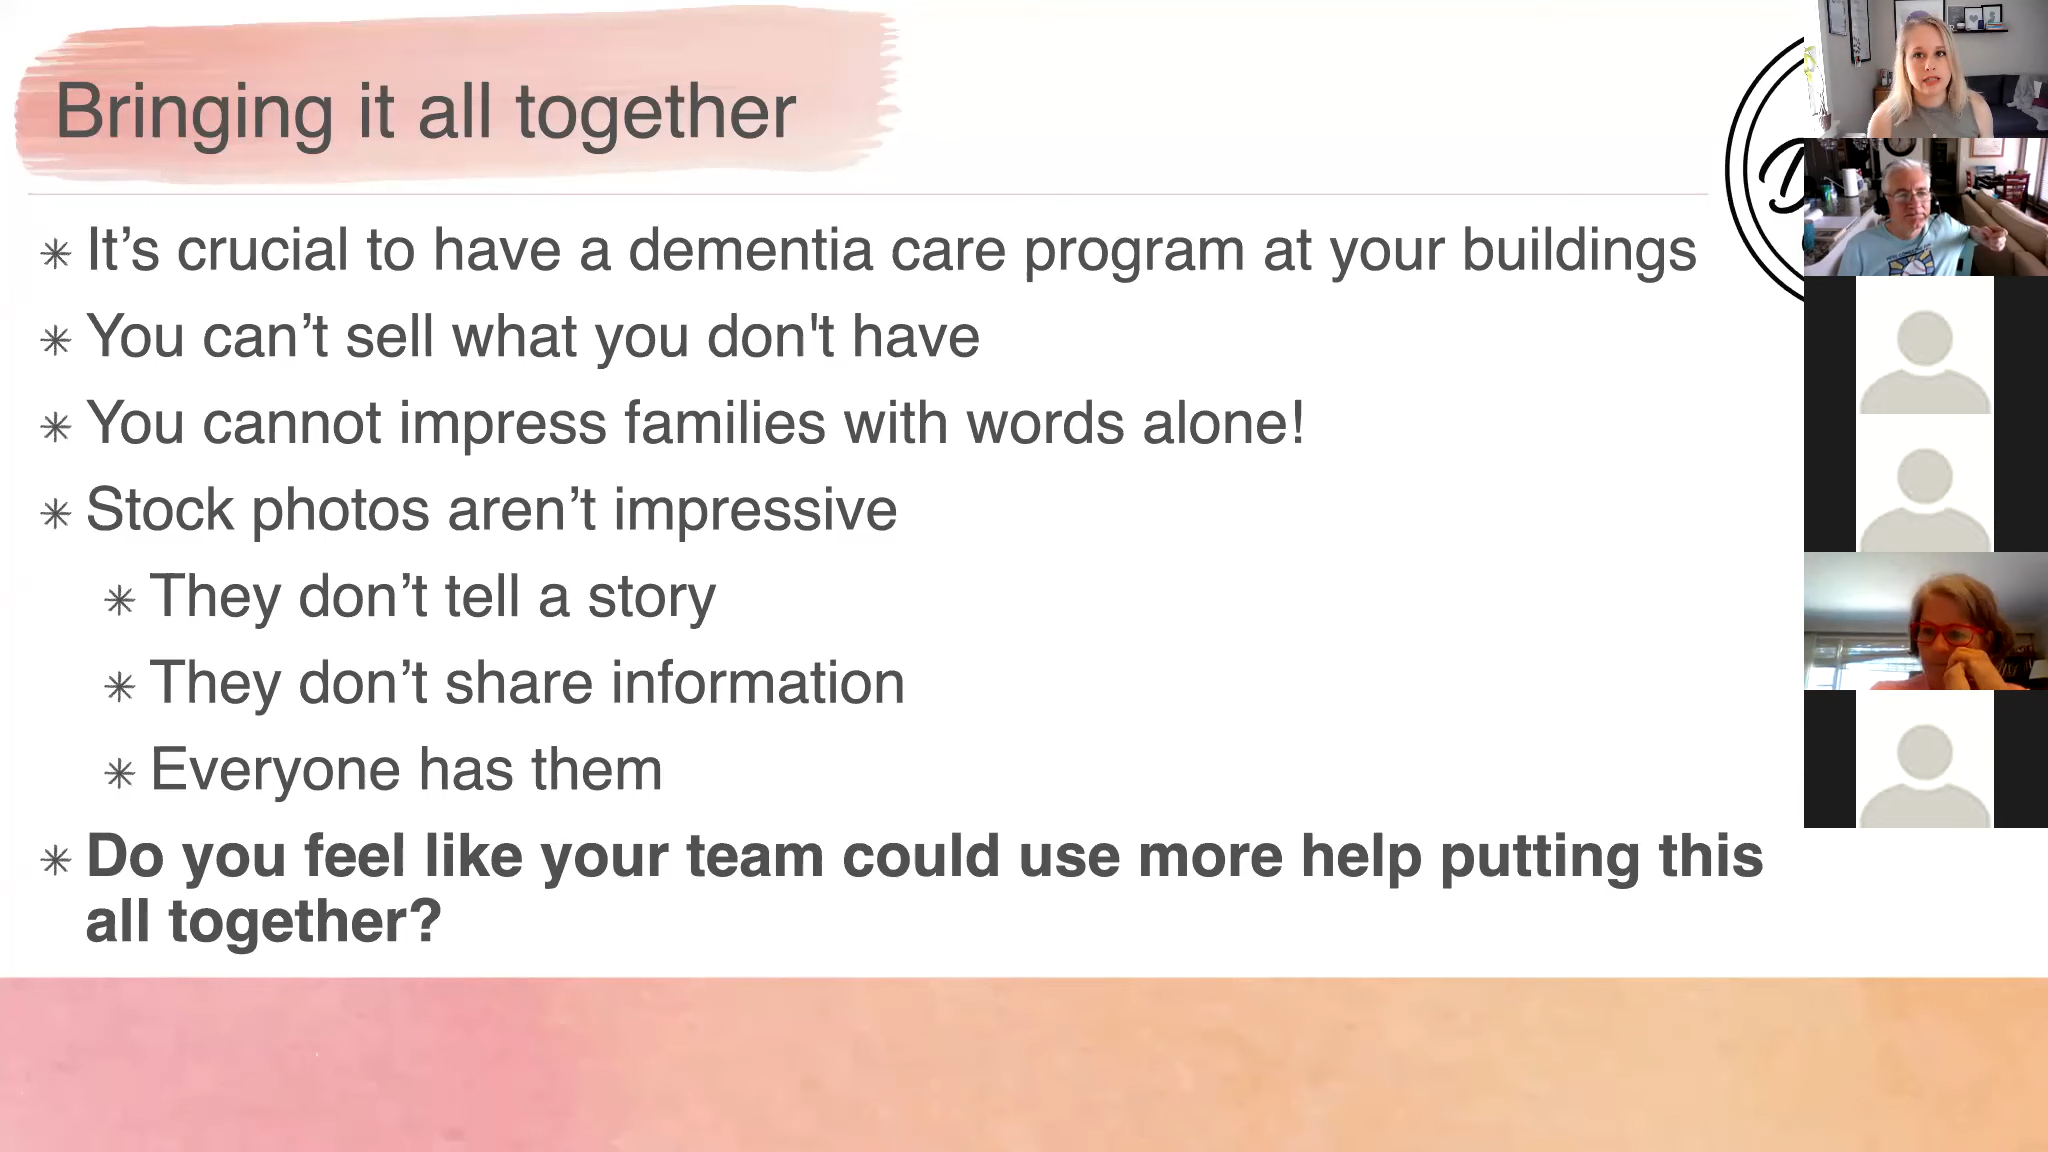 Bringing it all together
It’s crucial to have a dementia care program at your buildings
You can’t sell what you don't have
You cannot impress families with words alone!
Stock photos aren’t impressive
They don’t tell a story
They don’t share information
Everyone has them
Do you feel like your team could use more help putting this
all together?